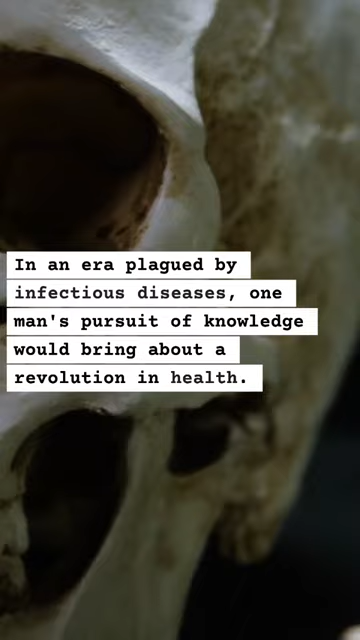 In an era plagued by
infectious diseases, one
man's pursuit of knowledge
would bring about a
revolution in health.